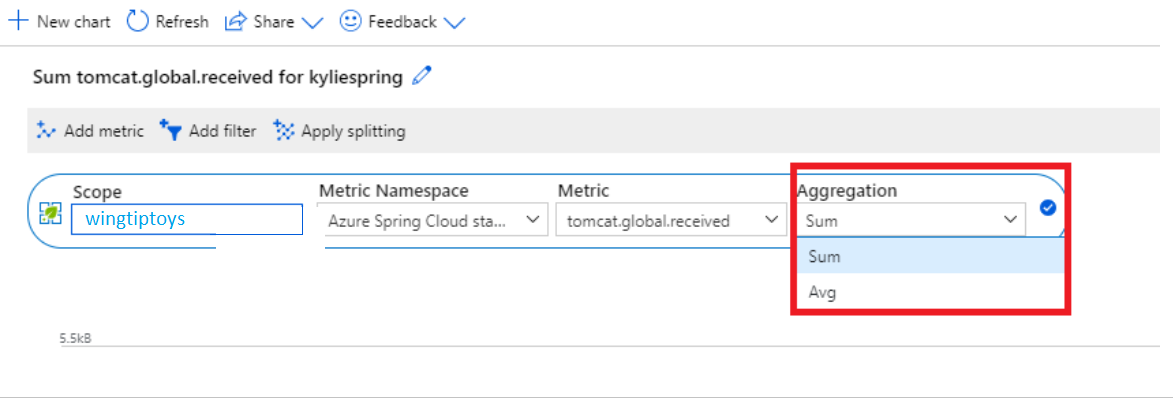 New chart Refresh Share Feedback
Sum tomcat.global.received for kyliespring
Add metric Add filter Apply splitting
Scope Metric Namespace Metric Aggregation
wingtiptoys Azure Spring Cloud sta... tomcat.global.received Sum
Sum
Avg
5.5kB